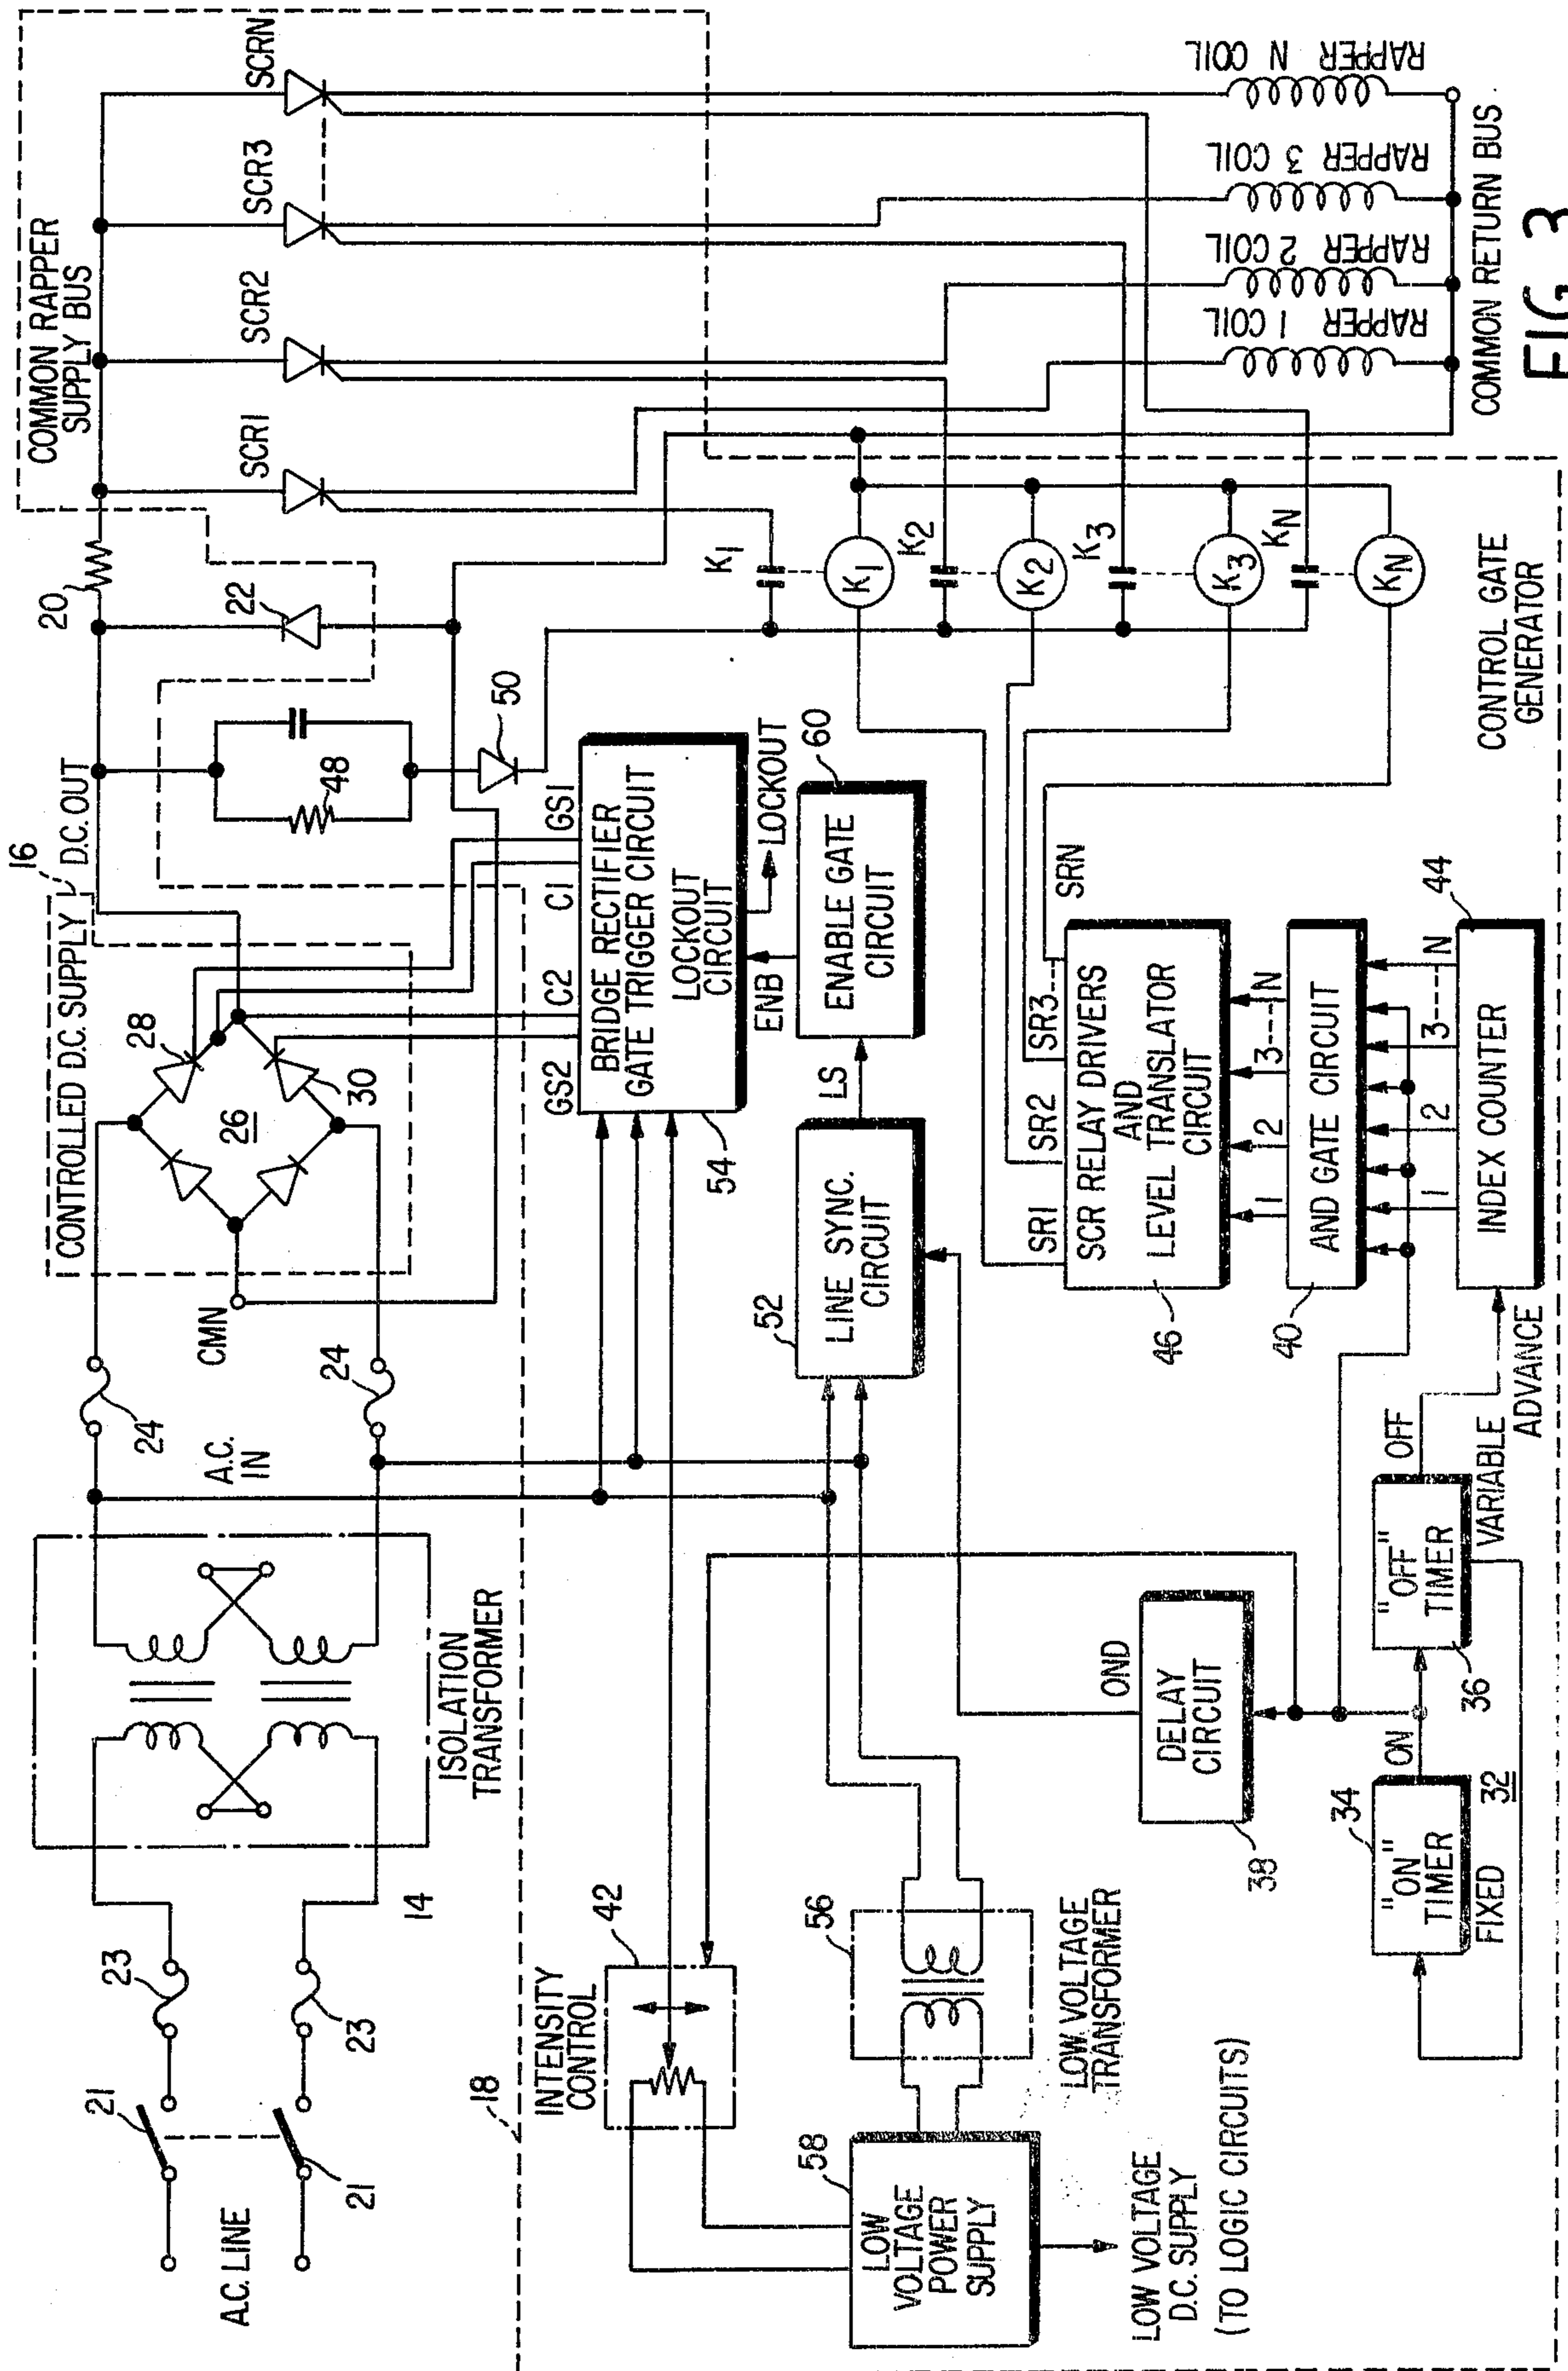 A.C. LINE
21
21
23
23
14
ISOLATION
TRANSFORMER
A.C.
IN
24
24
CMN
CONTROLLED D.C. SUPPLY
16
D.C. OUT
26
28
30
20
22
48
50
COMMON RAPPER
SUPPLY BUS
SCR1
SCR2
SCR3
SCRN
18
INTENSITY
CONTROL
42
GS2
C2
C1
GS1
BRIDGE RECTIFIER
GATE TRIGGER CIRCUIT
LOCKOUT
CIRCUIT
54
LOCKOUT
ENB
60
ENABLE GATE
CIRCUIT
LS
52
LINE SYNC.
CIRCUIT
58
LOW
VOLTAGE
POWER
SUPPLY
56
LOW VOLTAGE
TRANSFORMER
LOW VOLTAGE
D.C. SUPPLY
(TO LOGIC CIRCUITS)
OND
DELAY
CIRCUIT
38
34
"ON"
TIMER
FIXED
32
ON
"OFF"
TIMER
36
OFF
VARIABLE
ADVANCE
SR1
SR2
SR3
SRN
SCR RELAY DRIVERS
AND
LEVEL TRANSLATOR
CIRCUIT
46
1
2
3
N
AND GATE CIRCUIT
40
1
2
3
N
INDEX COUNTER
44
K1
K1
K2
K2
K3
K3
KN
KN
CONTROL GATE
GENERATOR
RAPPER 1 COIL
RAPPER 2 COIL
RAPPER 3 COIL
RAPPER N COIL
COMMON RETURN BUS
FIG. 3